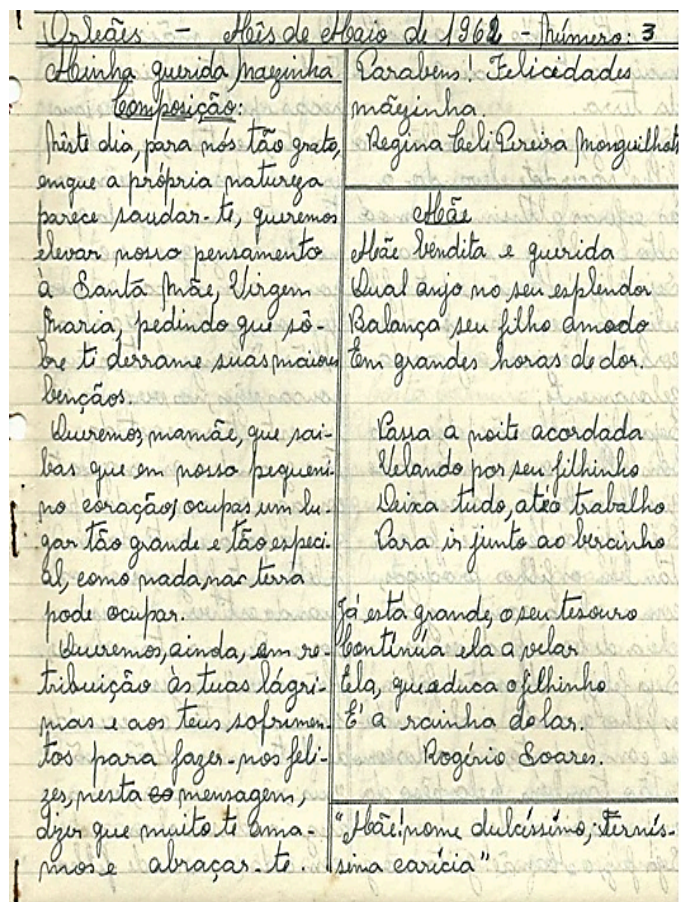 Orleães - Mês de Maio de 1962 - Número: 3
Minha querida mãezinha
Composição:
Nêste dia, para nós tão grato,
em que a própria natureza
parece saudar-te, queremos
elevar nosso pensamento
à Santa Mãe, Virgem
Maria, pedindo que sô-
bre ti derrame suas maiores
bençãos.
Queremos, mamãe, que sai-
bas que em nosso pequeni-
no coração, ocupas um lu-
gar tão grande e tão especi-
al, como nada, na terra
pode ocupar.
Queremos, ainda, em re-
tribuição às tuas lágri-
mas e aos teus sofrimen-
tos para fazer-nos feli-
zes, nesta mensagem,
dizer que muito te ama-
mos e abraçar-te.
Parabens! Felicidades
mãezinha.
Regina Celi Pereira Monguilhott
Mãe
Mãe bendita e querida
Qual anjo no seu esplendor
Balança seu filho amado
Em grandes horas de dor.
Passa a noite acordada
Velando por seu filhinho
Deixa tudo, até o trabalho
Para ir junto ao bercinho
Já está grande, o seu tesouro
Continúa ela a velar
Ela, que educa o filhinho
É a rainha do lar.
Rogério Soares.
"Mãe! nome dulcíssimo, ternís-
sima carícia"